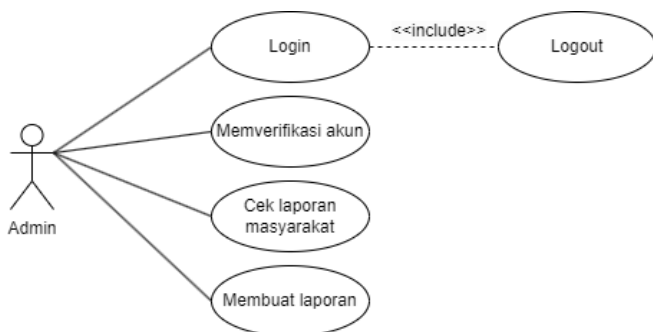 Login
<<include>>
Logout
Memverifikasi akun
Cek laporan
masyarakat
Membuat laporan
Admin